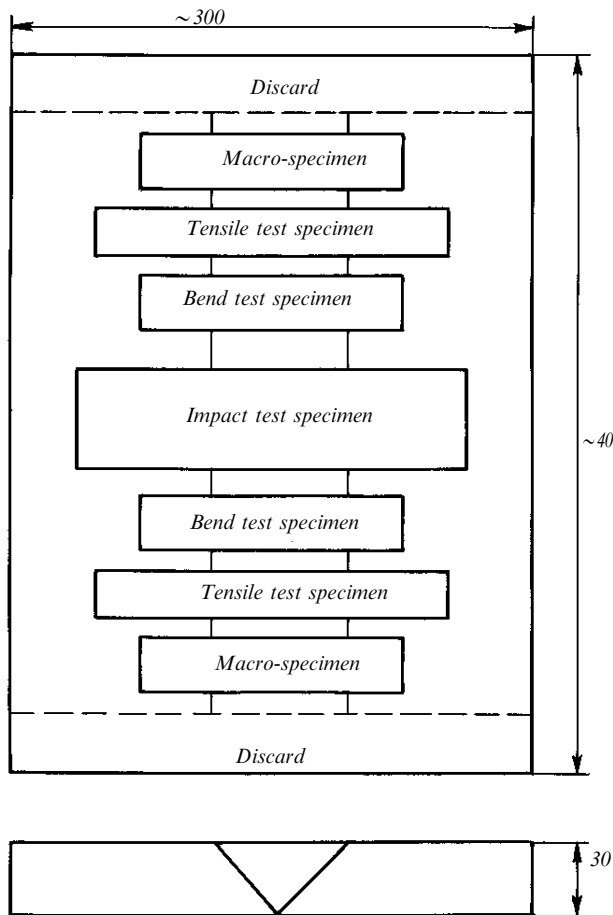 ~300
Discard
Macro-specimen
Tensile test specimen
Bend test specimen
Impact test specimen
~40
Bend test specimen
Tensile test specimen
Macro-specimen
Discard
30